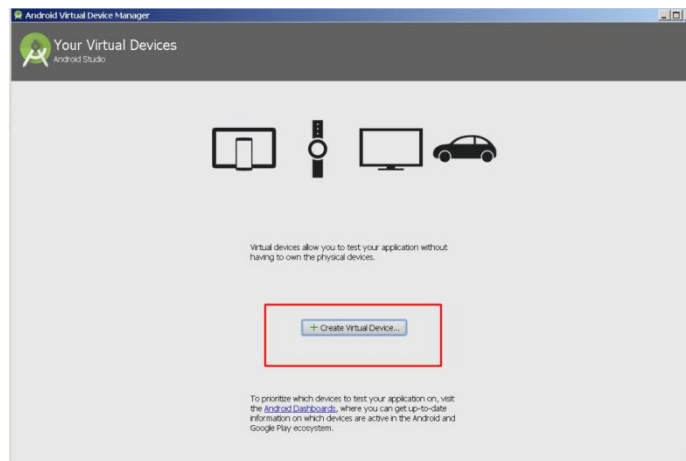 Android Virtual Device Manager
Your Virtual Devices
Android Studio
Virtual devices allow you to test your application without
having to own the physical devices.
+ Create Virtual Device...
To prioritize which devices to test your application on, visit
the Android Dashboards, where you can get up-to-date
information on which devices are active in the Android and
Google Play ecosystem.